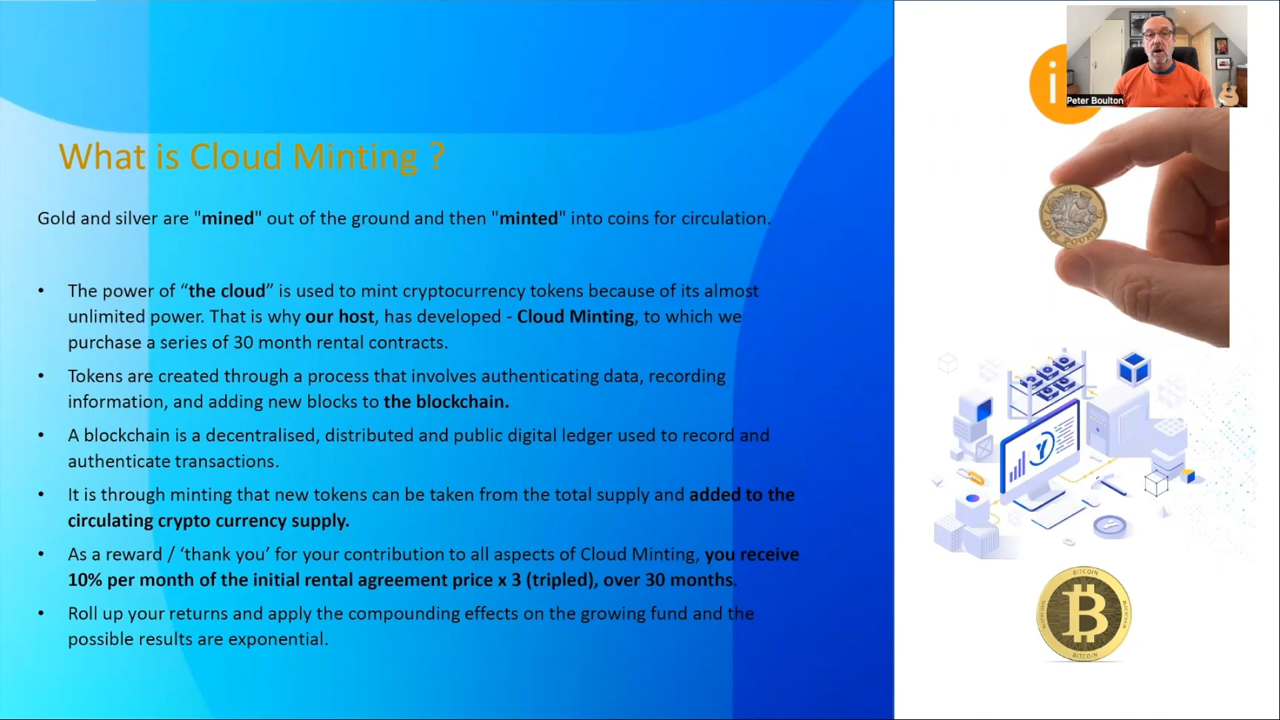 i
Peter Boulton
What is Cloud Minting ?
Gold and silver are "mined" out of the ground and then "minted" into coins for circulation.
• The power of “the cloud” is used to mint cryptocurrency tokens because of its almost
unlimited power. That is why our host, has developed - Cloud Minting, to which we
purchase a series of 30 month rental contracts.
• Tokens are created through a process that involves authenticating data, recording
information, and adding new blocks to the blockchain.
• A blockchain is a decentralised, distributed and public digital ledger used to record and
authenticate transactions.
• It is through minting that new tokens can be taken from the total supply and added to the
circulating crypto currency supply.
• As a reward / ‘thank you’ for your contribution to all aspects of Cloud Minting, you receive
10% per month of the initial rental agreement price x 3 (tripled), over 30 months.
• Roll up your returns and apply the compounding effects on the growing fund and the
possible results are exponential.
ONE POUND
BITCOIN
B
BITCOIN